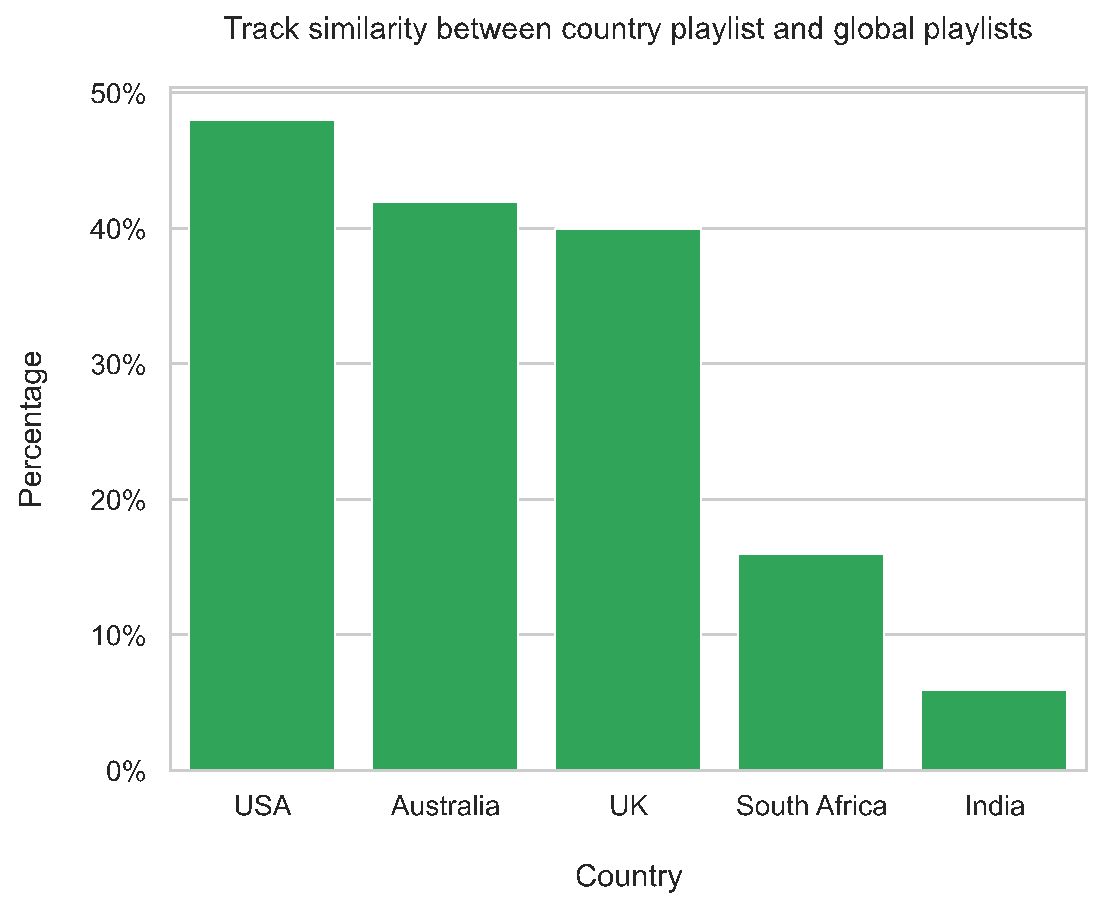 Track similarity between country playlist and global playlists
50%
40%
30%
20%
10%
0%
Percentage
USA
Australia
UK
South Africa
India
Country